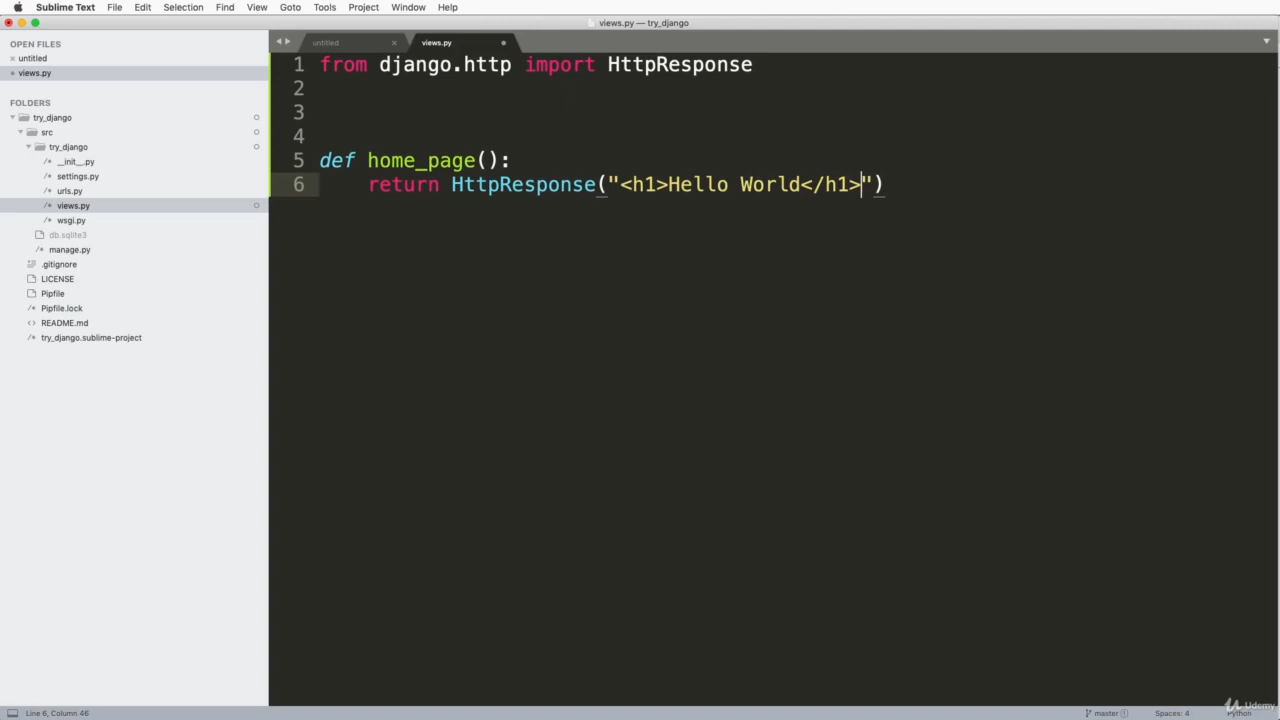 Sublime Text File Edit Selection Find View Goto Tools Project Window Help
views.py — try_django
OPEN FILES
untitled
views.py
FOLDERS
try_django
src
try_django
__init__.py
settings.py
urls.py
views.py
wsgi.py
db.sqlite3
manage.py
.gitignore
LICENSE
Pipfile
Pipfile.lock
README.md
try_django.sublime-project
untitled views.py
1 from django.http import HttpResponse
2
3
4
5 def home_page():
6 return HttpResponse("<h1>Hello World</h1>")
Line 6, Column 46 master 1 Spaces: 4 Python
Udemy